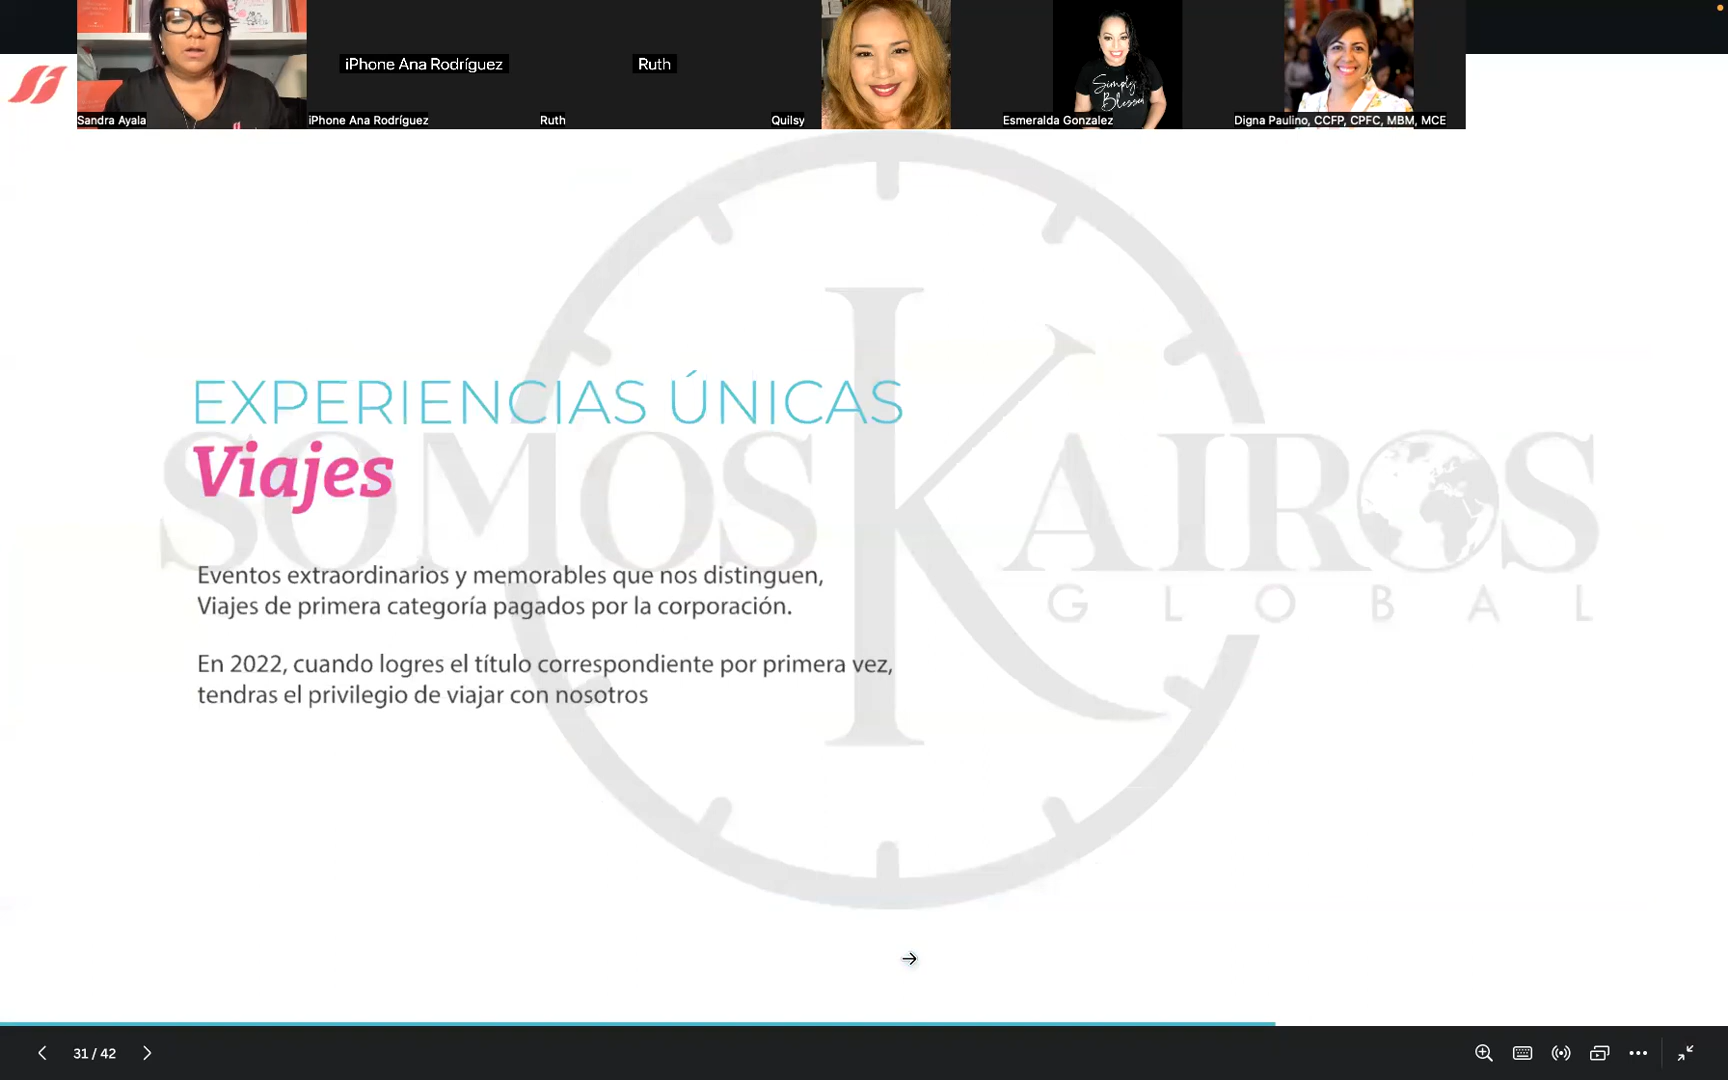 iPhone Ana Rodríguez
Ruth
Simply
Blessed
Sandra Ayala
iPhone Ana Rodríguez
Ruth
Quilsy
Esmeralda Gonzalez
Digna Paulino, CCFP, CPFC, MBM, MCE
EXPERIENCIAS ÚNICAS
Viajes
SOMOS KAIROS
GLOBAL
Eventos extraordinarios y memorables que nos distinguen,
Viajes de primera categoría pagados por la corporación.
En 2022, cuando logres el título correspondiente por primera vez,
tendras el privilegio de viajar con nosotros
31 / 42